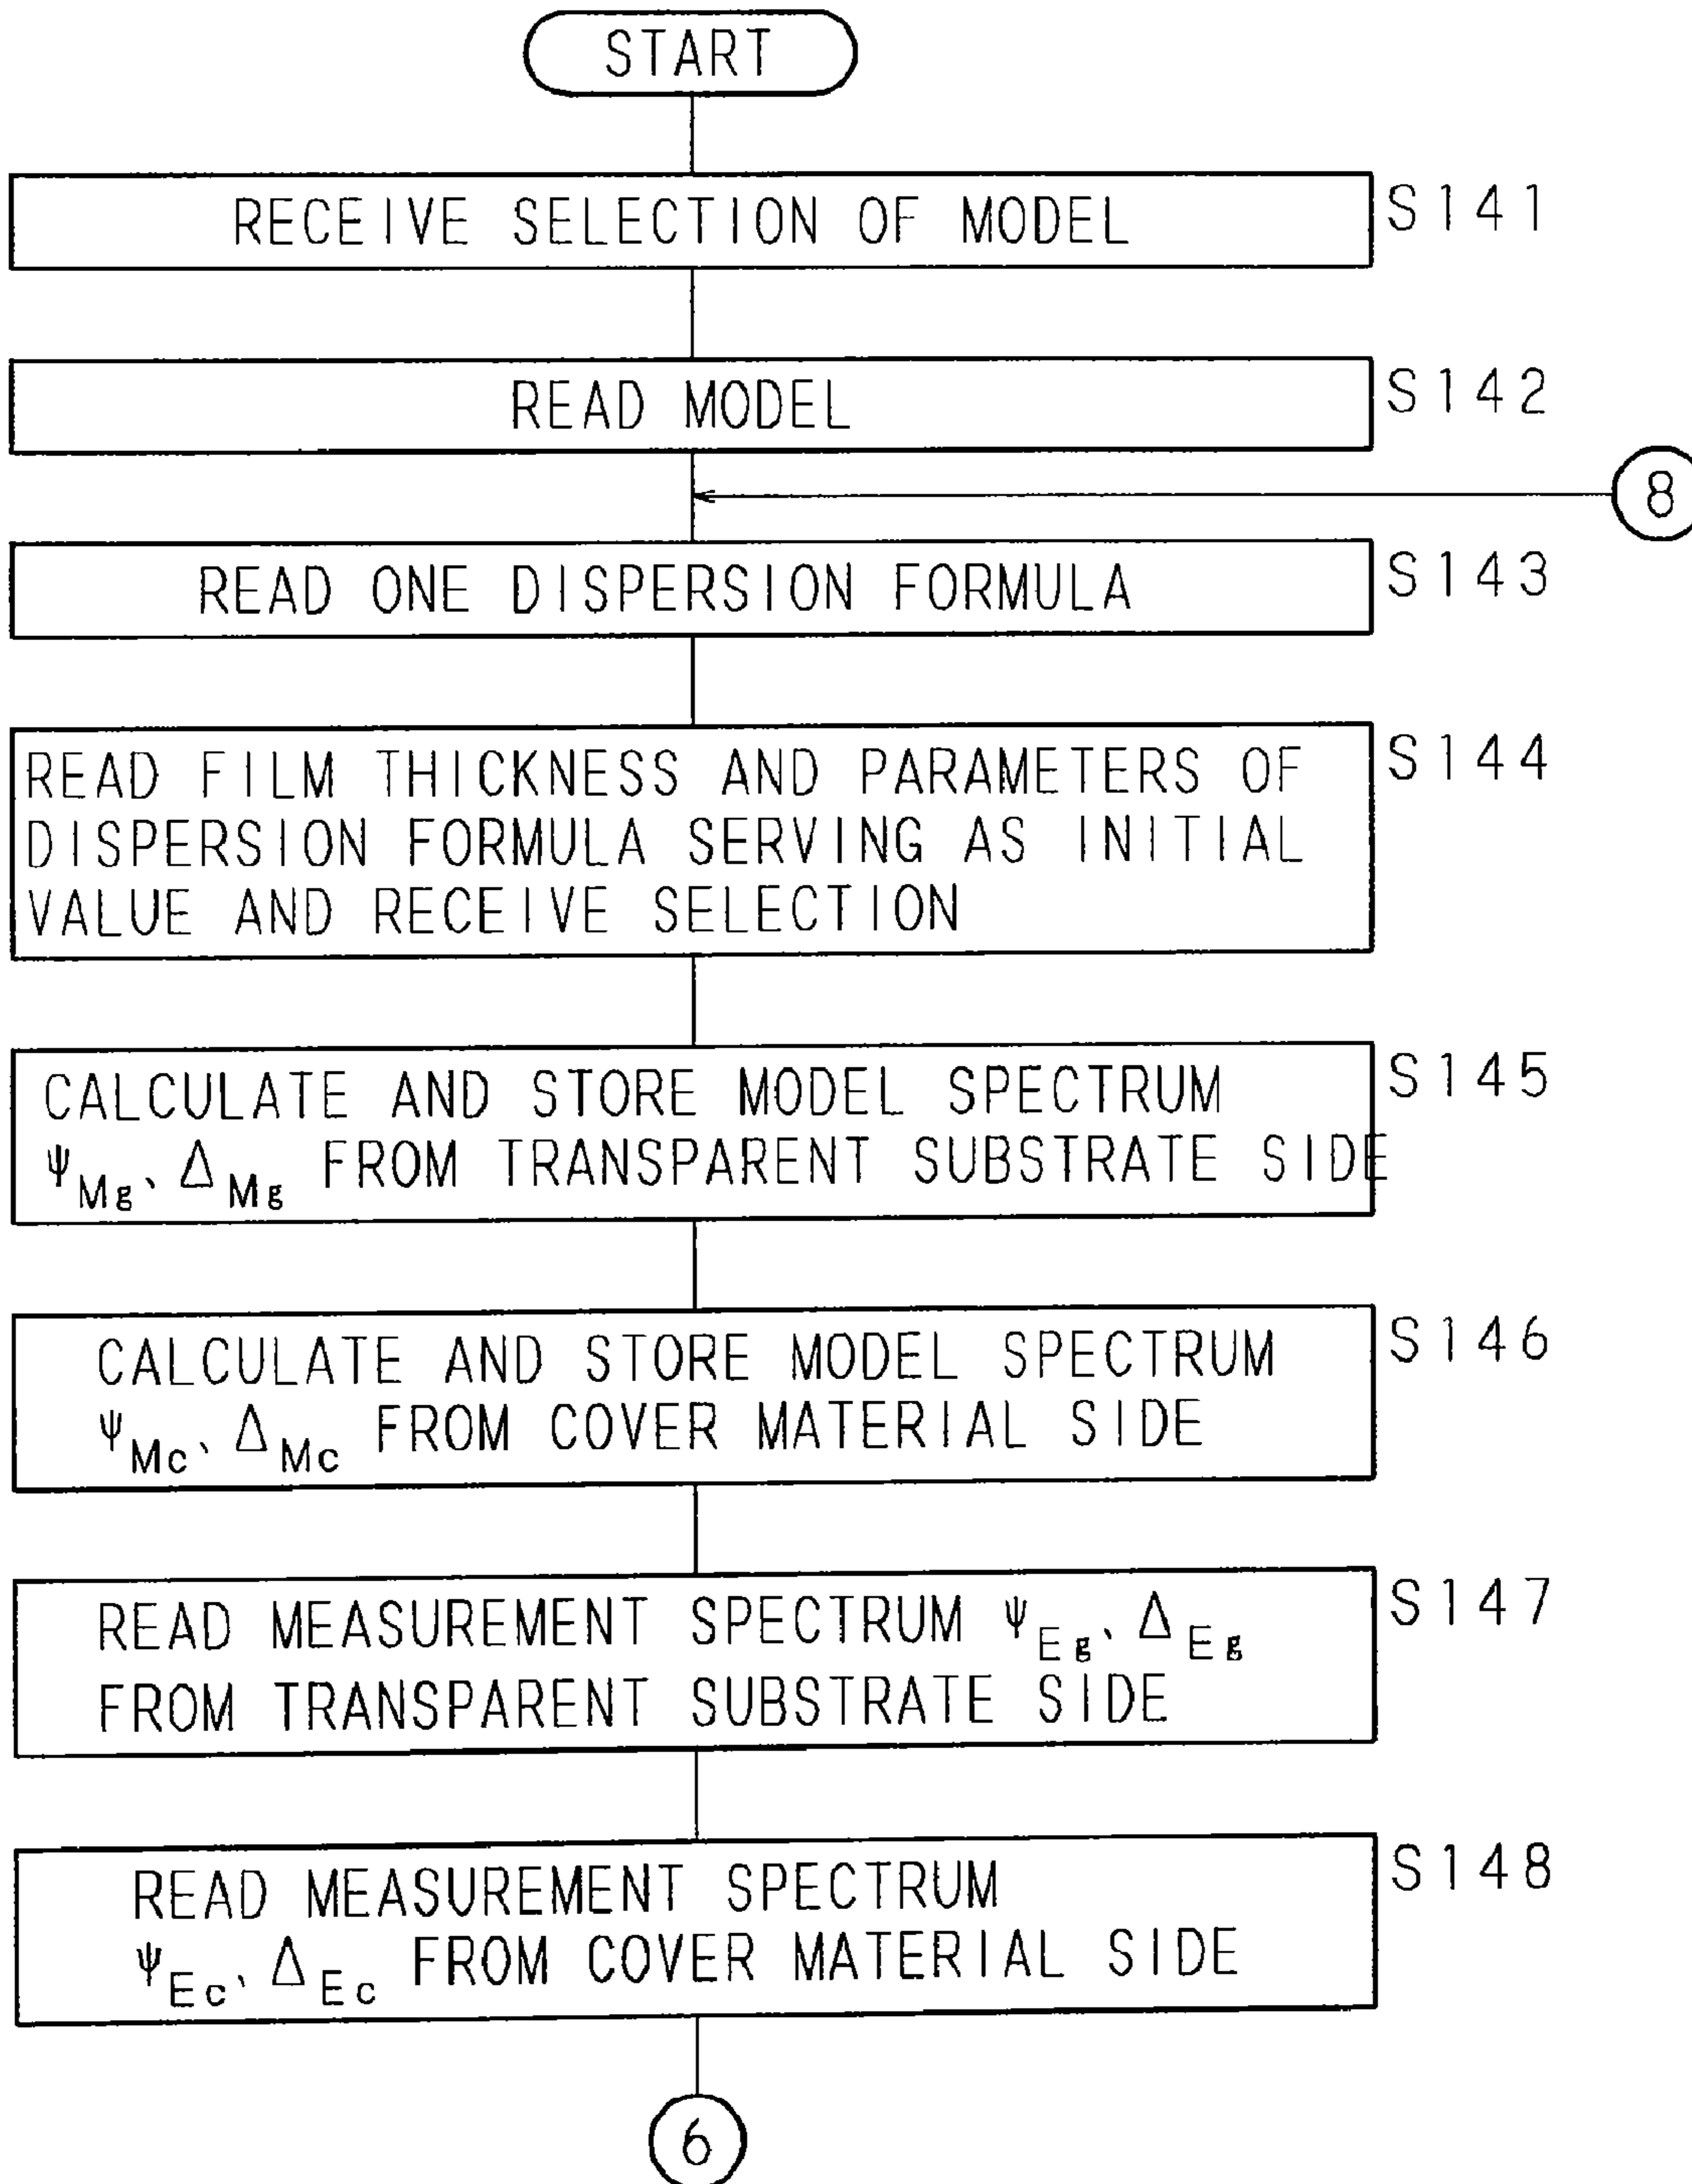 START
RECEIVE SELECTION OF MODEL
S141
READ MODEL
S142
8
READ ONE DISPERSION FORMULA
S143
READ FILM THICKNESS AND PARAMETERS OF
DISPERSION FORMULA SERVING AS INITIAL
VALUE AND RECEIVE SELECTION
S144
CALCULATE AND STORE MODEL SPECTRUM
ψMg、ΔMg FROM TRANSPARENT SUBSTRATE SIDE
S145
CALCULATE AND STORE MODEL SPECTRUM
ψMc、ΔMc FROM COVER MATERIAL SIDE
S146
READ MEASUREMENT SPECTRUM ψEg、ΔEg
FROM TRANSPARENT SUBSTRATE SIDE
S147
READ MEASUREMENT SPECTRUM
ψEc、ΔEc FROM COVER MATERIAL SIDE
S148
6